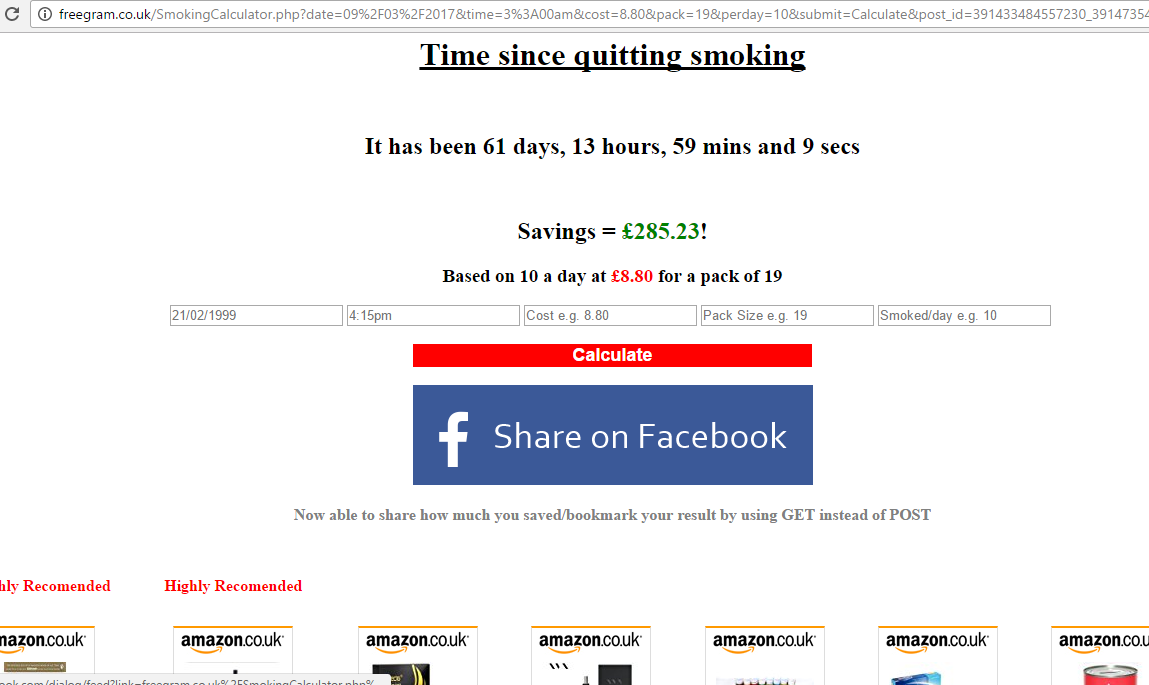 freegram.co.uk/SmokingCalculator.php?date=09%2F03%2F2017&time=3%3A00am&cost=8.80&pack=19&perday=10&submit=Calculate&post_id=391433484557230_3914735
Time since quitting smoking
It has been 61 days, 13 hours, 59 mins and 9 secs
Savings = £285.23!
Based on 10 a day at £8.80 for a pack of 19
21/02/1999 4:15pm Cost e.g. 8.80 Pack Size e.g. 19 Smoked/day e.g. 10
Calculate
f Share on Facebook
Now able to share how much you saved/bookmark your result by using GET instead of POST
hly Recomended Highly Recomended
mazon.co.uk amazon.co.uk amazon.co.uk amazon.co.uk amazon.co.uk amazon.co.uk amazon.co.u
ook.com/dialog/feed?link=freegram.co.uk%2FSmokingCalculator.php%